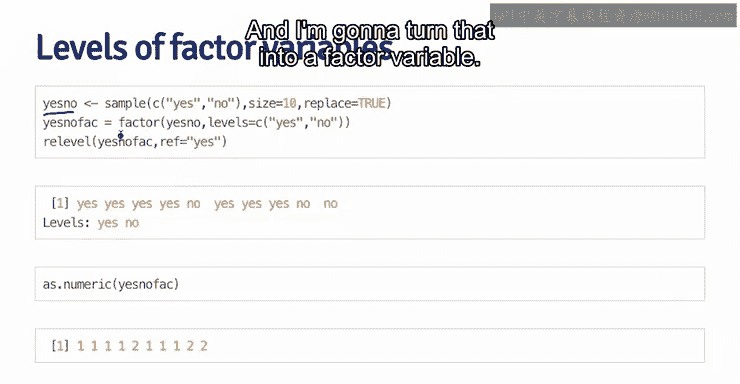 And I'm gonna turn that
into a factor variable.
Levels of factor variables
yesno <- sample(c("yes","no"),size=10,replace=TRUE)
yesnofac = factor(yesno,levels=c("yes","no"))
relevel(yesnofac,ref="yes")
[1] yes yes yes yes no  yes yes yes no  no
Levels: yes no
as.numeric(yesnofac)
[1] 1 1 1 1 2 1 1 1 2 2